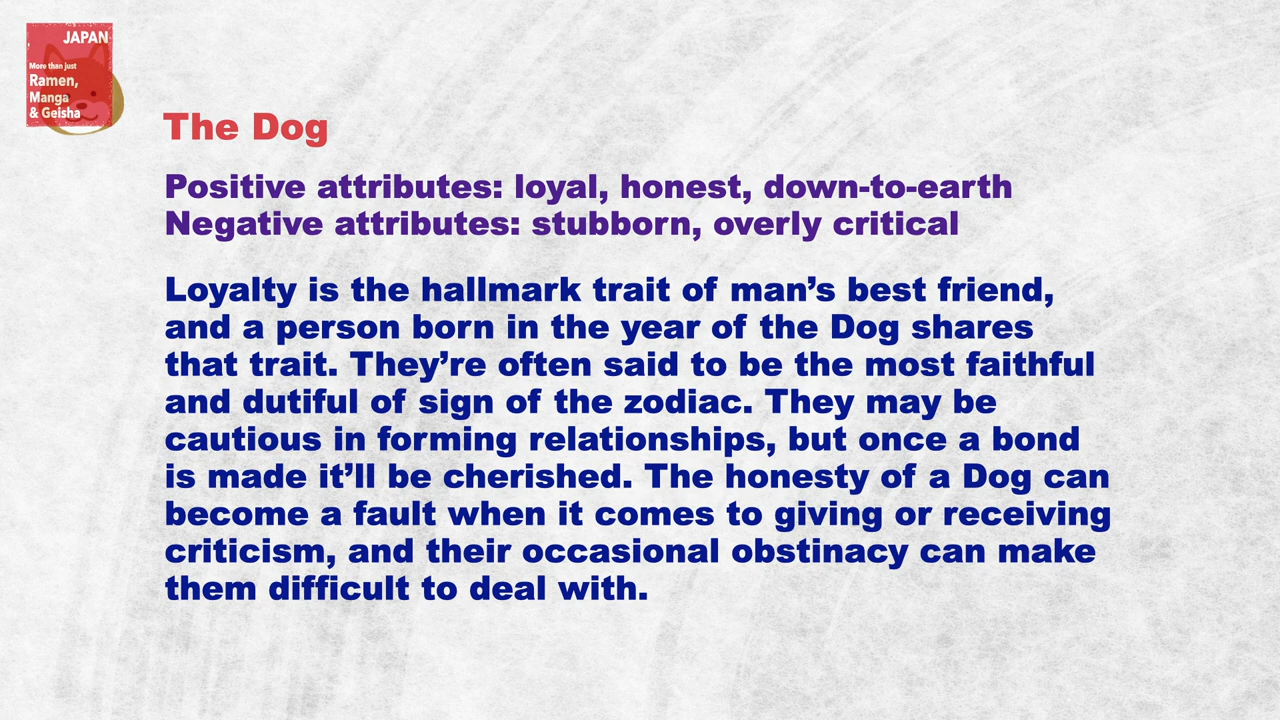 JAPAN
More than just
Ramen,
Manga
& Geisha
The Dog
Positive attributes: loyal, honest, down-to-earth
Negative attributes: stubborn, overly critical
Loyalty is the hallmark trait of man’s best friend,
and a person born in the year of the Dog shares
that trait. They’re often said to be the most faithful
and dutiful of sign of the zodiac. They may be
cautious in forming relationships, but once a bond
is made it’ll be cherished. The honesty of a Dog can
become a fault when it comes to giving or receiving
criticism, and their occasional obstinacy can make
them difficult to deal with.